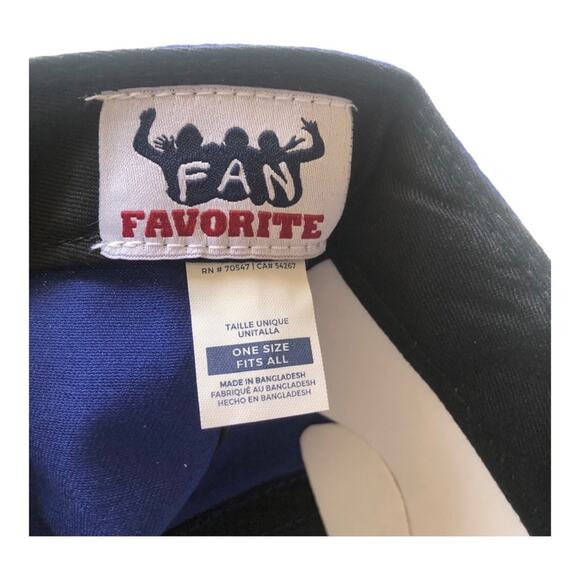 FAN
FAVORITE
RN # 70547 | CA# 54267
TAILLE UNIQUE
UNITALLA
ONE SIZE
FITS ALL
MADE IN BANGLADESH
FABRIQUÉ AU BANGLADESH
HECHO EN BANGLADESH